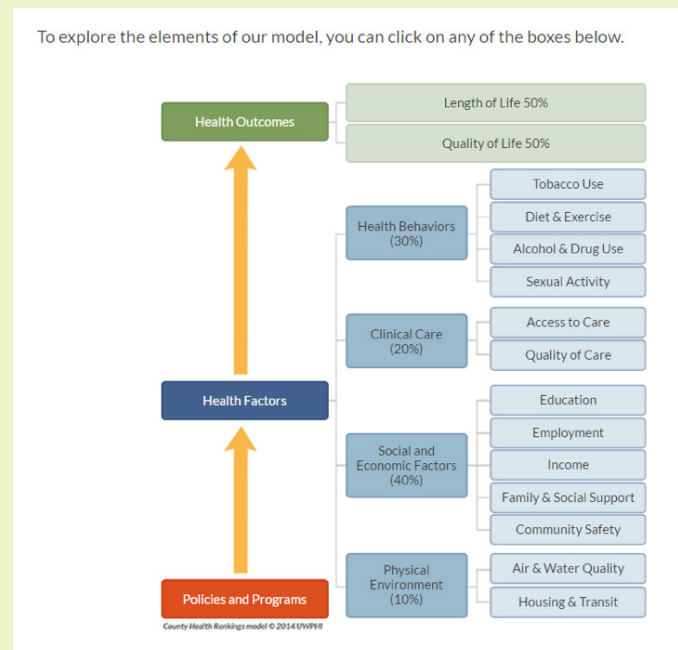 To explore the elements of our model, you can click on any of the boxes below.
Health Outcomes
Length of Life 50%
Quality of Life 50%
Health Behaviors
(30%)
Tobacco Use
Diet & Exercise
Alcohol & Drug Use
Sexual Activity
Clinical Care
(20%)
Access to Care
Quality of Care
Health Factors
Social and
Economic Factors
(40%)
Education
Employment
Income
Family & Social Support
Community Safety
Physical
Environment
(10%)
Air & Water Quality
Housing & Transit
Policies and Programs
County Health Rankings model © 2014 UWPHI